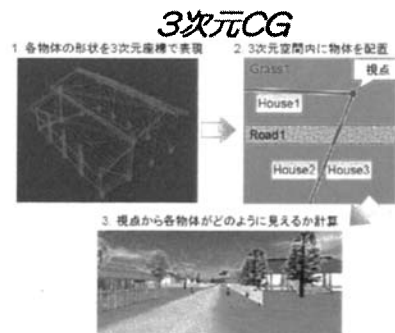 3次元CG
1. 各物体の形状を3次元座標で表現
2. 3次元空間内に物体を配置
Grass1
視点
House1
Road1
House2
House3
3. 視点から各物体がどのように見えるか計算